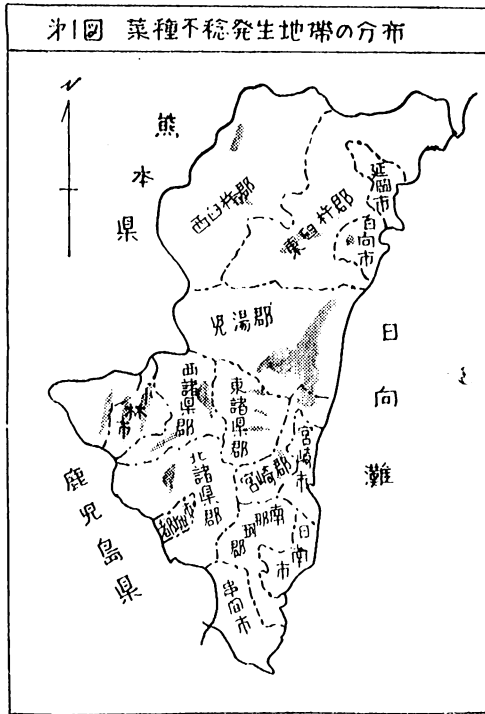 第1図 菜種不稔発生地帯の分布
N
熊本県
西臼杵郡
東臼杵郡
延岡市
日向市
児湯郡
日向灘
西諸県郡
東諸県郡
小林市
宮崎市
北諸県郡
宮崎郡
鹿児島県
都城市
南那珂郡
日南市
串間市